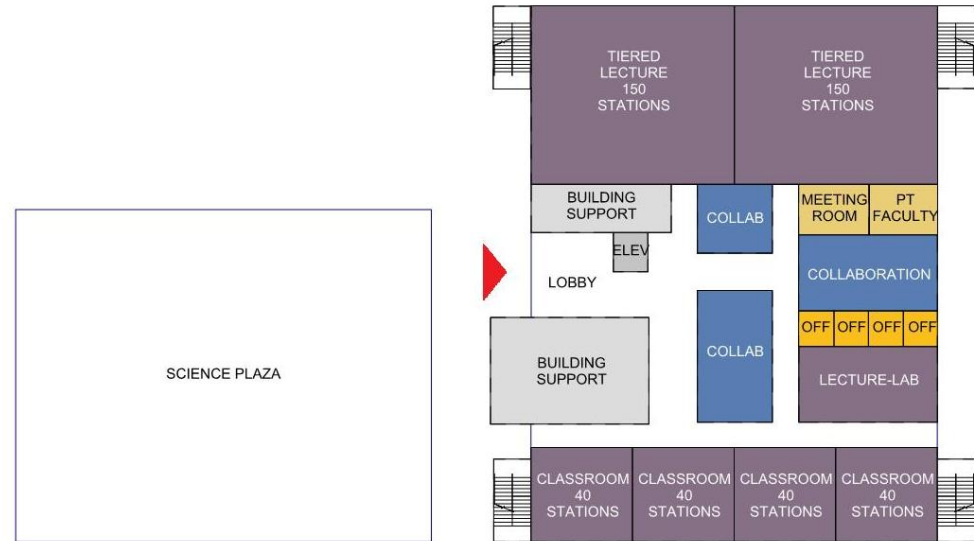 TIERED
LECTURE
150
STATIONS
TIERED
LECTURE
150
STATIONS
BUILDING
SUPPORT
COLLAB
MEETING
ROOM
PT
FACULTY
ELEV
LOBBY
COLLABORATION
OFF
OFF
OFF
OFF
SCIENCE PLAZA
BUILDING
SUPPORT
COLLAB
LECTURE-LAB
CLASSROOM
40
STATIONS
CLASSROOM
40
STATIONS
CLASSROOM
40
STATIONS
CLASSROOM
40
STATIONS